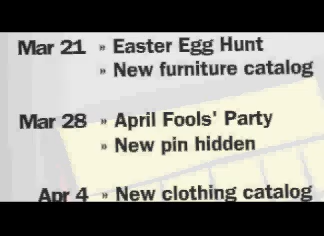 Mar 21 » Easter Egg Hunt
» New furniture catalog
Mar 28 » April Fools' Party
» New pin hidden
Apr 4 » New clothing catalog